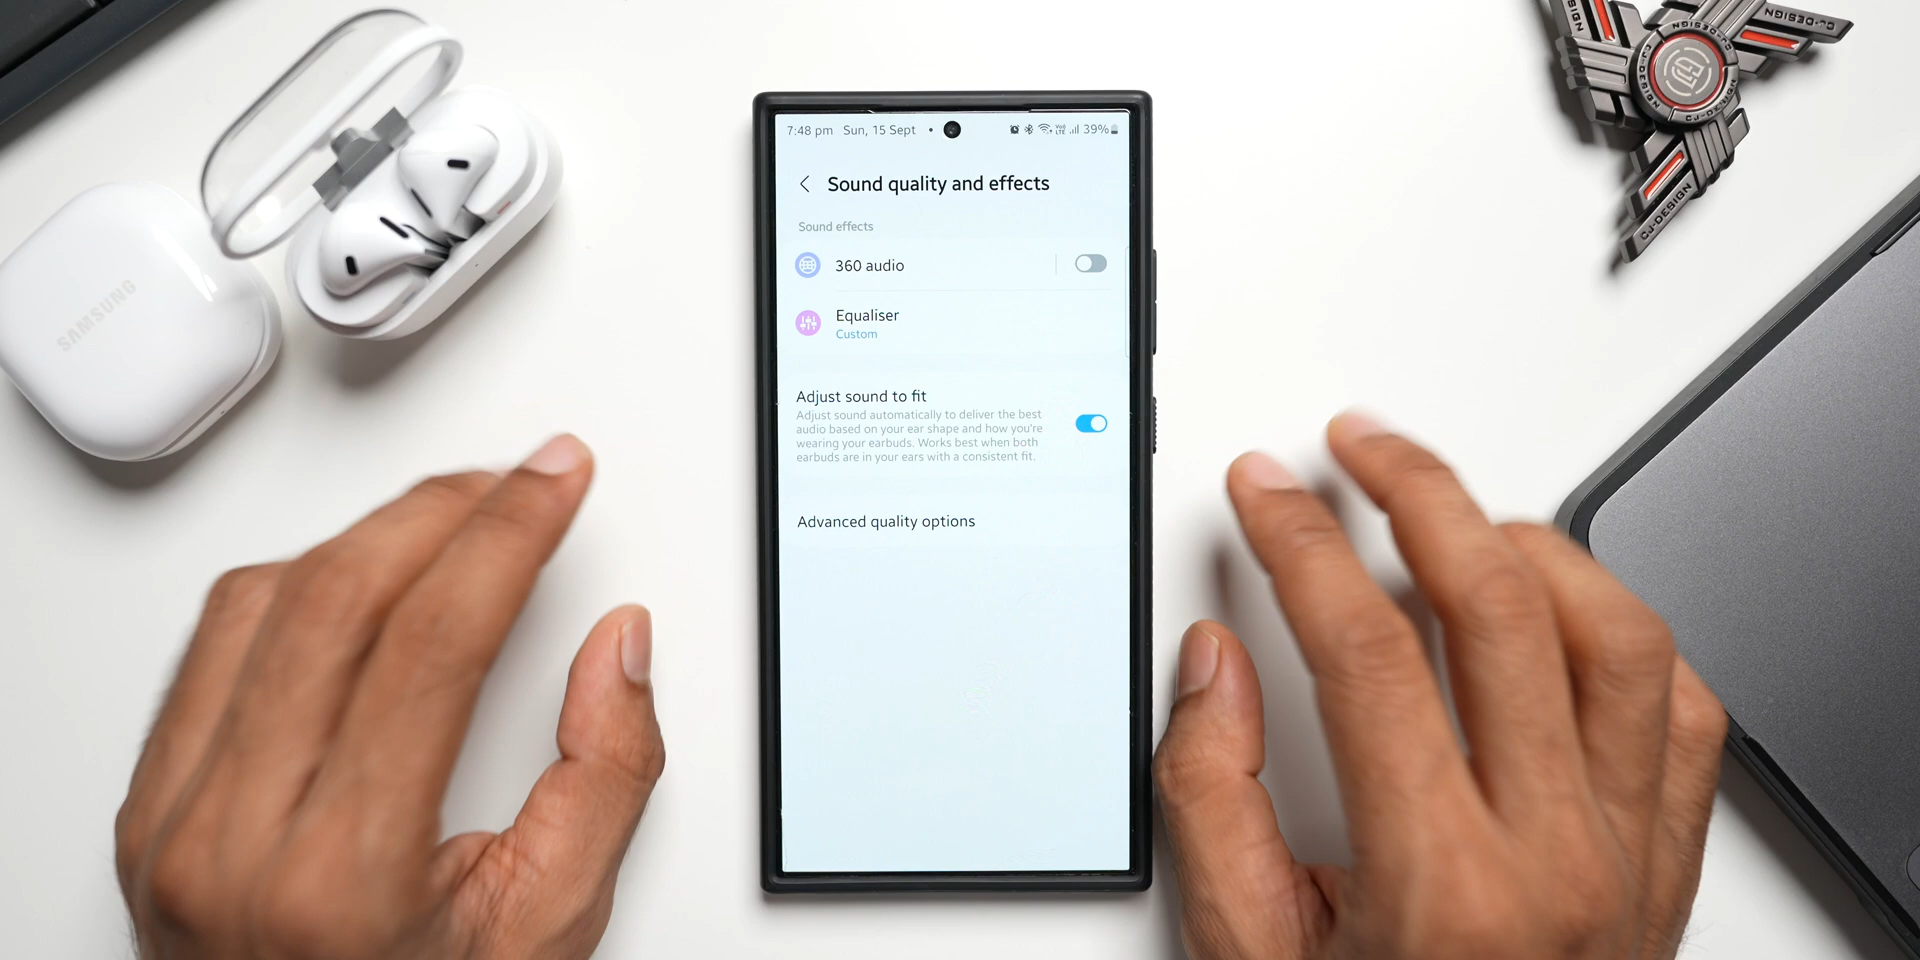 7:48 pm Sun, 15 Sept 39%
Sound quality and effects
Sound effects
360 audio
Equaliser
Custom
Adjust sound to fit
Adjust sound automatically to deliver the best
audio based on your ear shape and how you're
wearing your earbuds. Works best when both
earbuds are in your ears with a consistent fit.
Advanced quality options
SAMSUNG
CJ-DESIGN
CJ-DESIGN